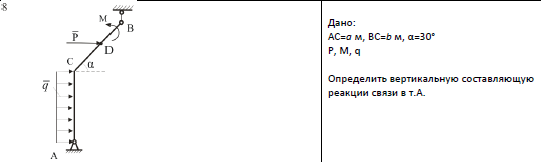 8
M
B
P
D
C α
q
A
Дано:
AC=a м, BC=b м, α=30°
P, M, q
Определить вертикальную составляющую
реакции связи в т.А.